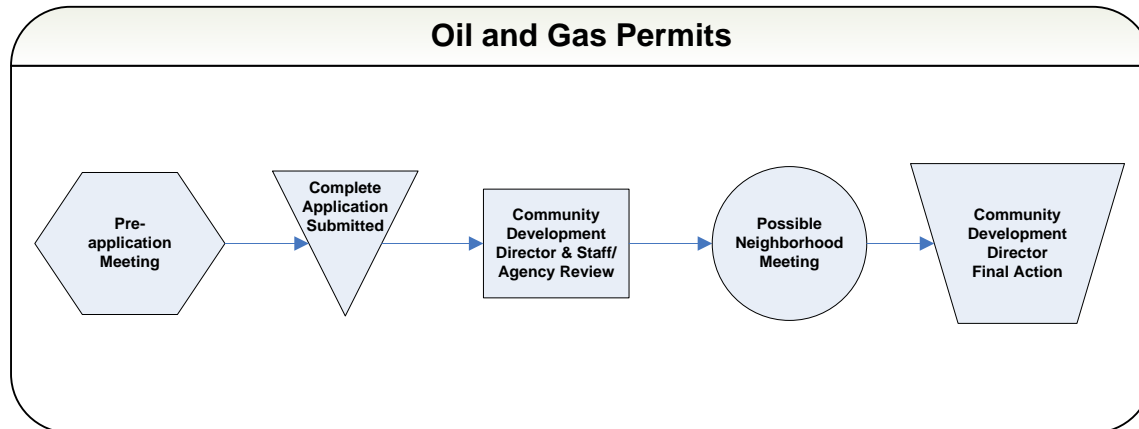 Oil and Gas Permits
Pre-
application
Meeting
Complete
Application
Submitted
Community
Development
Director & Staff/
Agency Review
Possible
Neighborhood
Meeting
Community
Development
Director
Final Action